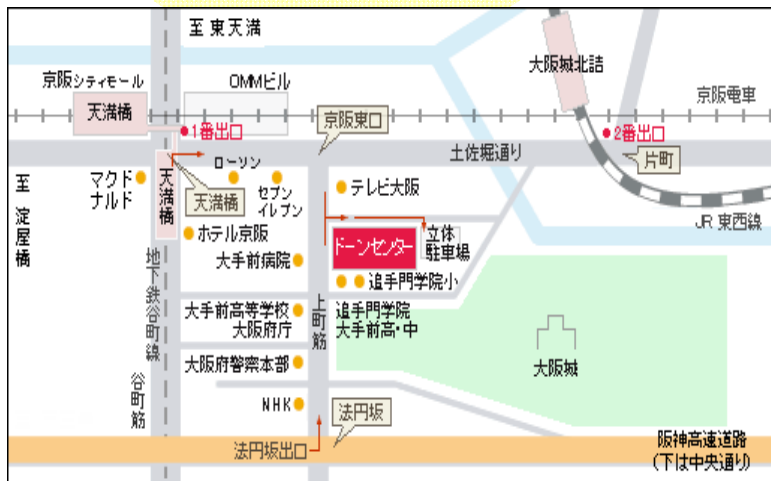 至 東天満
京阪シティモール
OMMビル
大阪城北詰
天満橋
京阪東口
京阪電車
●1番出口
●2番出口
土佐堀通り
片町
至 淀屋橋
マクド
ナルド
天満橋
天満橋
ローソン
セブン
イレブン
テレビ大阪
JR 東西線
ホテル京阪
ドーンセンター
立体
駐車場
大手前病院
追手門学院小
地下鉄谷町線
上町筋
大手前高等学校
大阪府庁
追手門学院
大手前高・中
大阪府警察本部
大阪城
谷町筋
NHK
法円坂
法円坂出口
阪神高速道路
(下は中央通り)